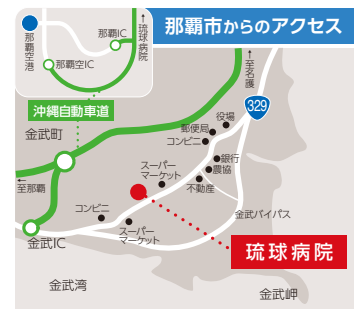 那覇市からのアクセス
↑琉球病院
那覇IC
那覇空港
那覇空IC
沖縄自動車道
金武町
↑至名護
329
役場
郵便局
コンビニ
銀行
農協
不動産
スーパー
マーケット
←至那覇
コンビニ
スーパー
マーケット
金武バイパス
金武IC
琉球病院
金武湾
金武岬